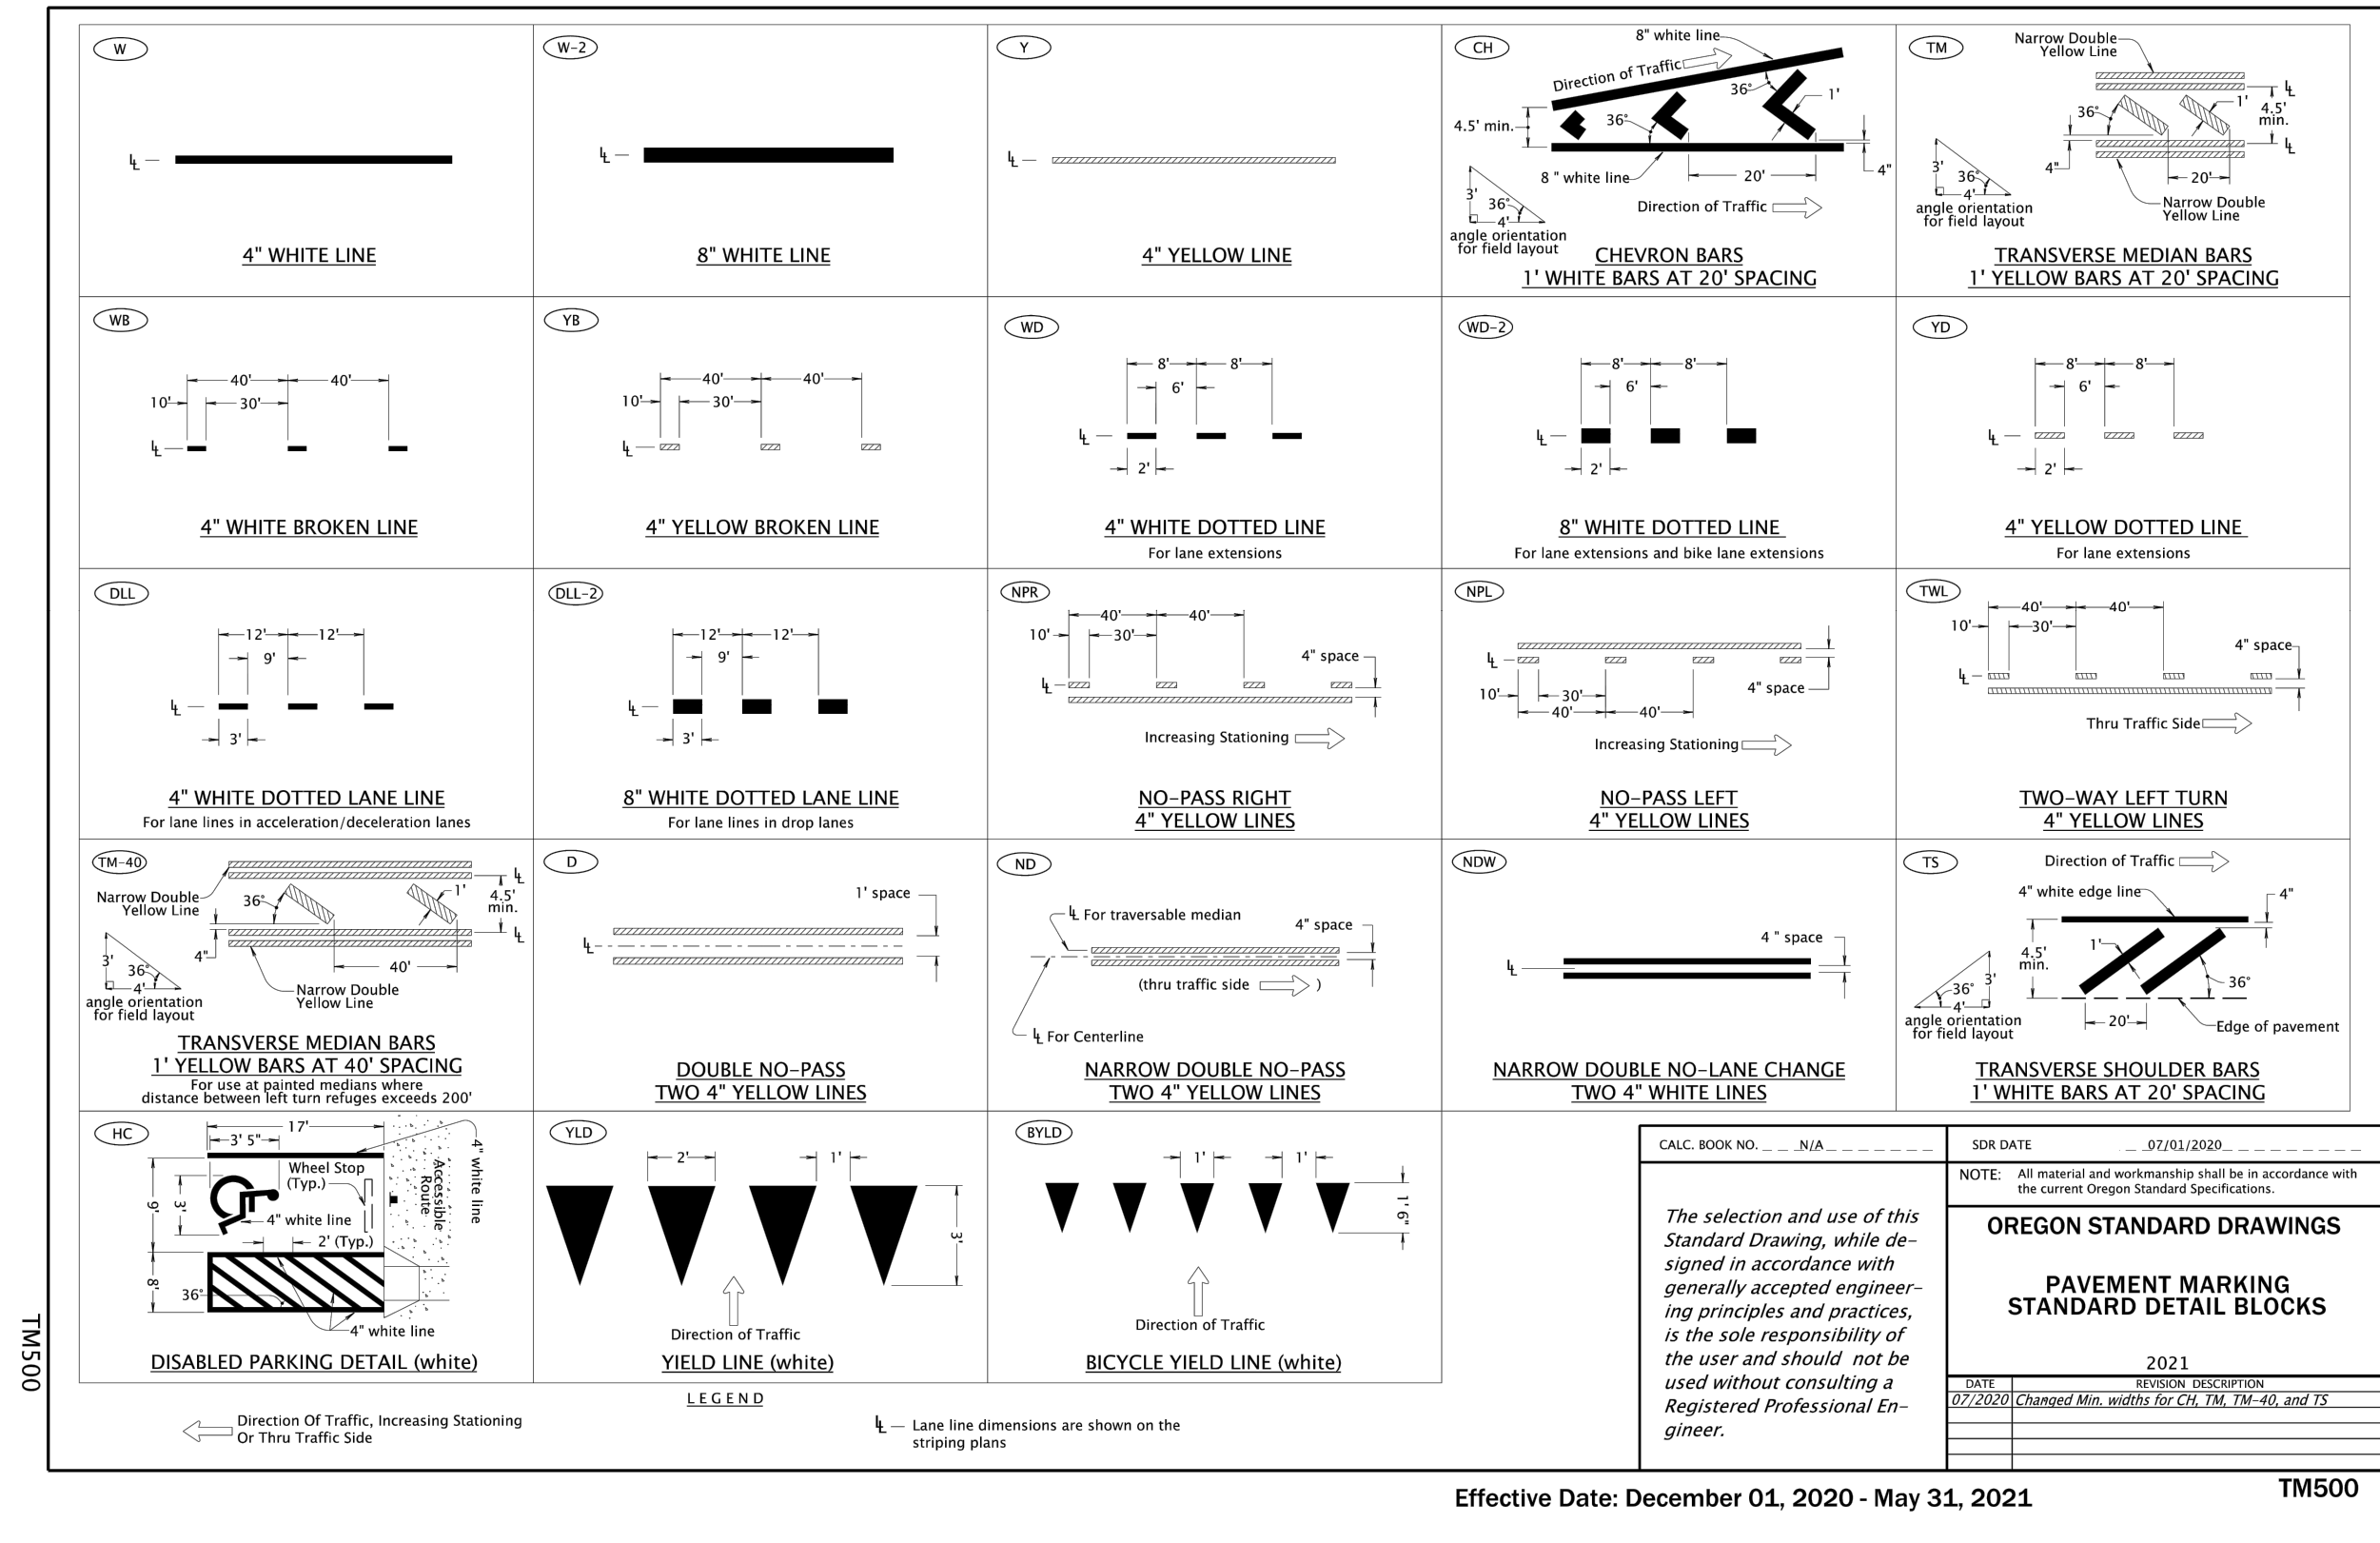 W
4" WHITE LINE
W-2
8" WHITE LINE
Y
4" YELLOW LINE
CH
8" white line
Direction of Traffic
36°
1'
4.5' min.
36°
8 " white line
20'
4"
3'
36°
4'
Direction of Traffic
angle orientation
for field layout
CHEVRON BARS
1' WHITE BARS AT 20' SPACING
TM
Narrow Double
Yellow Line
36°
1'
4.5'
min.
4"
3'
36°
4'
20'
angle orientation
for field layout
Narrow Double
Yellow Line
TRANSVERSE MEDIAN BARS
1' YELLOW BARS AT 20' SPACING
WB
40' 40'
10' 30'
4" WHITE BROKEN LINE
YB
40' 40'
10' 30'
4" YELLOW BROKEN LINE
WD
8' 8'
6'
2'
4" WHITE DOTTED LINE
For lane extensions
WD-2
8' 8'
6'
2'
8" WHITE DOTTED LINE
For lane extensions and bike lane extensions
YD
8' 8'
6'
2'
4" YELLOW DOTTED LINE
For lane extensions
DLL
12' 12'
9'
3'
4" WHITE DOTTED LANE LINE
For lane lines in acceleration/deceleration lanes
DLL-2
12' 12'
9'
3'
8" WHITE DOTTED LANE LINE
For lane lines in drop lanes
NPR
40' 40'
10' 30'
4" space
Increasing Stationing
NO-PASS RIGHT
4" YELLOW LINES
NPL
4" space
10' 30'
40' 40'
Increasing Stationing
NO-PASS LEFT
4" YELLOW LINES
TWL
40' 40'
10' 30'
4" space
Thru Traffic Side
TWO-WAY LEFT TURN
4" YELLOW LINES
TM-40
Narrow Double
Yellow Line
36°
1'
4.5'
min.
4"
3'
36°
4'
40'
angle orientation
for field layout
Narrow Double
Yellow Line
TRANSVERSE MEDIAN BARS
1' YELLOW BARS AT 40' SPACING
For use at painted medians where
distance between left turn refuges exceeds 200'
D
1' space
DOUBLE NO-PASS
TWO 4" YELLOW LINES
ND
For traversable median
4" space
(thru traffic side )
For Centerline
NARROW DOUBLE NO-PASS
TWO 4" YELLOW LINES
NDW
4 " space
NARROW DOUBLE NO-LANE CHANGE
TWO 4" WHITE LINES
TS
Direction of Traffic
4" white edge line
4"
1'
4.5'
min.
36°
3'
36°
4'
20'
angle orientation
for field layout
Edge of pavement
TRANSVERSE SHOULDER BARS
1' WHITE BARS AT 20' SPACING
HC
17'
3' 5"
4" white line
Accessible
Route
Wheel Stop
(Typ.)
9'
3'
4" white line
2' (Typ.)
8'
36°
4" white line
DISABLED PARKING DETAIL (white)
YLD
2' 1'
3'
Direction of Traffic
YIELD LINE (white)
BYLD
1' 1'
1' 6"
Direction of Traffic
BICYCLE YIELD LINE (white)
LEGEND
Direction Of Traffic, Increasing Stationing
Or Thru Traffic Side
Lane line dimensions are shown on the
striping plans
CALC. BOOK NO. N/A
SDR DATE 07/01/2020
NOTE: All material and workmanship shall be in accordance with
the current Oregon Standard Specifications.
The selection and use of this
Standard Drawing, while de-
signed in accordance with
generally accepted engineer-
ing principles and practices,
is the sole responsibility of
the user and should not be
used without consulting a
Registered Professional En-
gineer.
OREGON STANDARD DRAWINGS
PAVEMENT MARKING
STANDARD DETAIL BLOCKS
2021
DATE REVISION DESCRIPTION
07/2020 Changed Min. widths for CH, TM, TM-40, and TS
TM500
Effective Date: December 01, 2020 - May 31, 2021
TM500